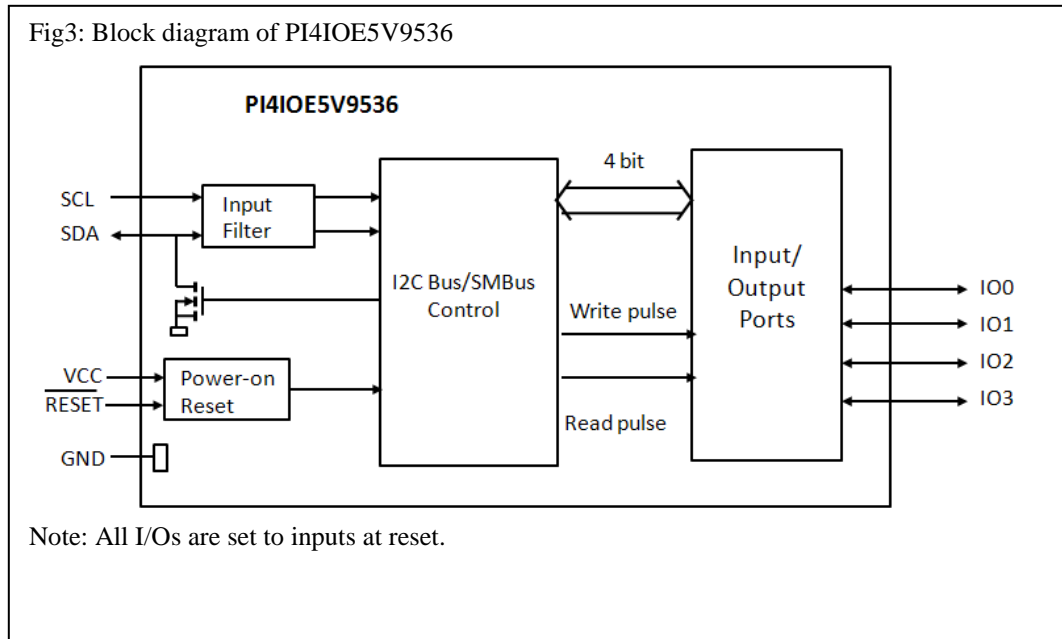 Fig3: Block diagram of PI4IOE5V9536
PI4IOE5V9536
4 bit
SCL
SDA
Input
Filter
I2C Bus/SMBus
Control
Input/
Output
Ports
Write pulse
Read pulse
IO0
IO1
IO2
IO3
VCC
RESET
Power-on
Reset
GND
Note: All I/Os are set to inputs at reset.